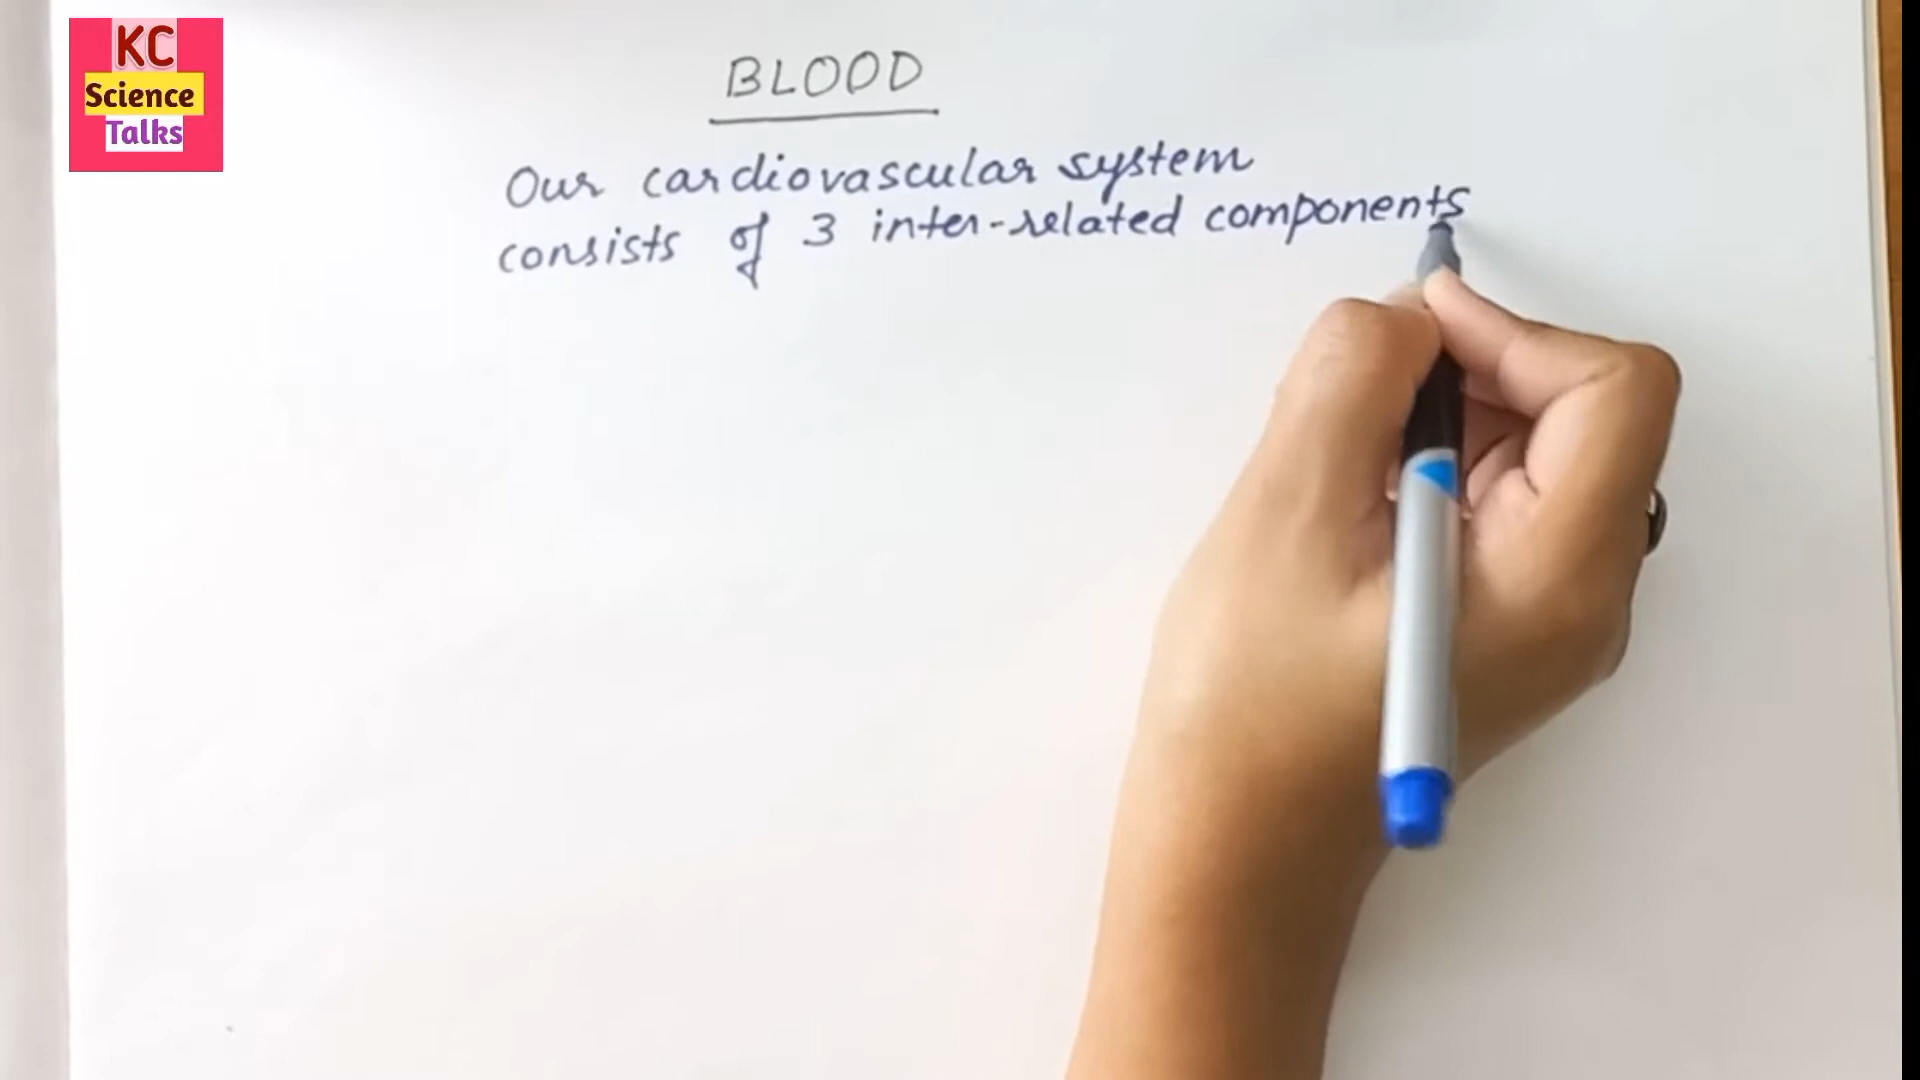 KC
Science
Talks
BLOOD
Our cardiovascular system
consists of 3 inter-related components